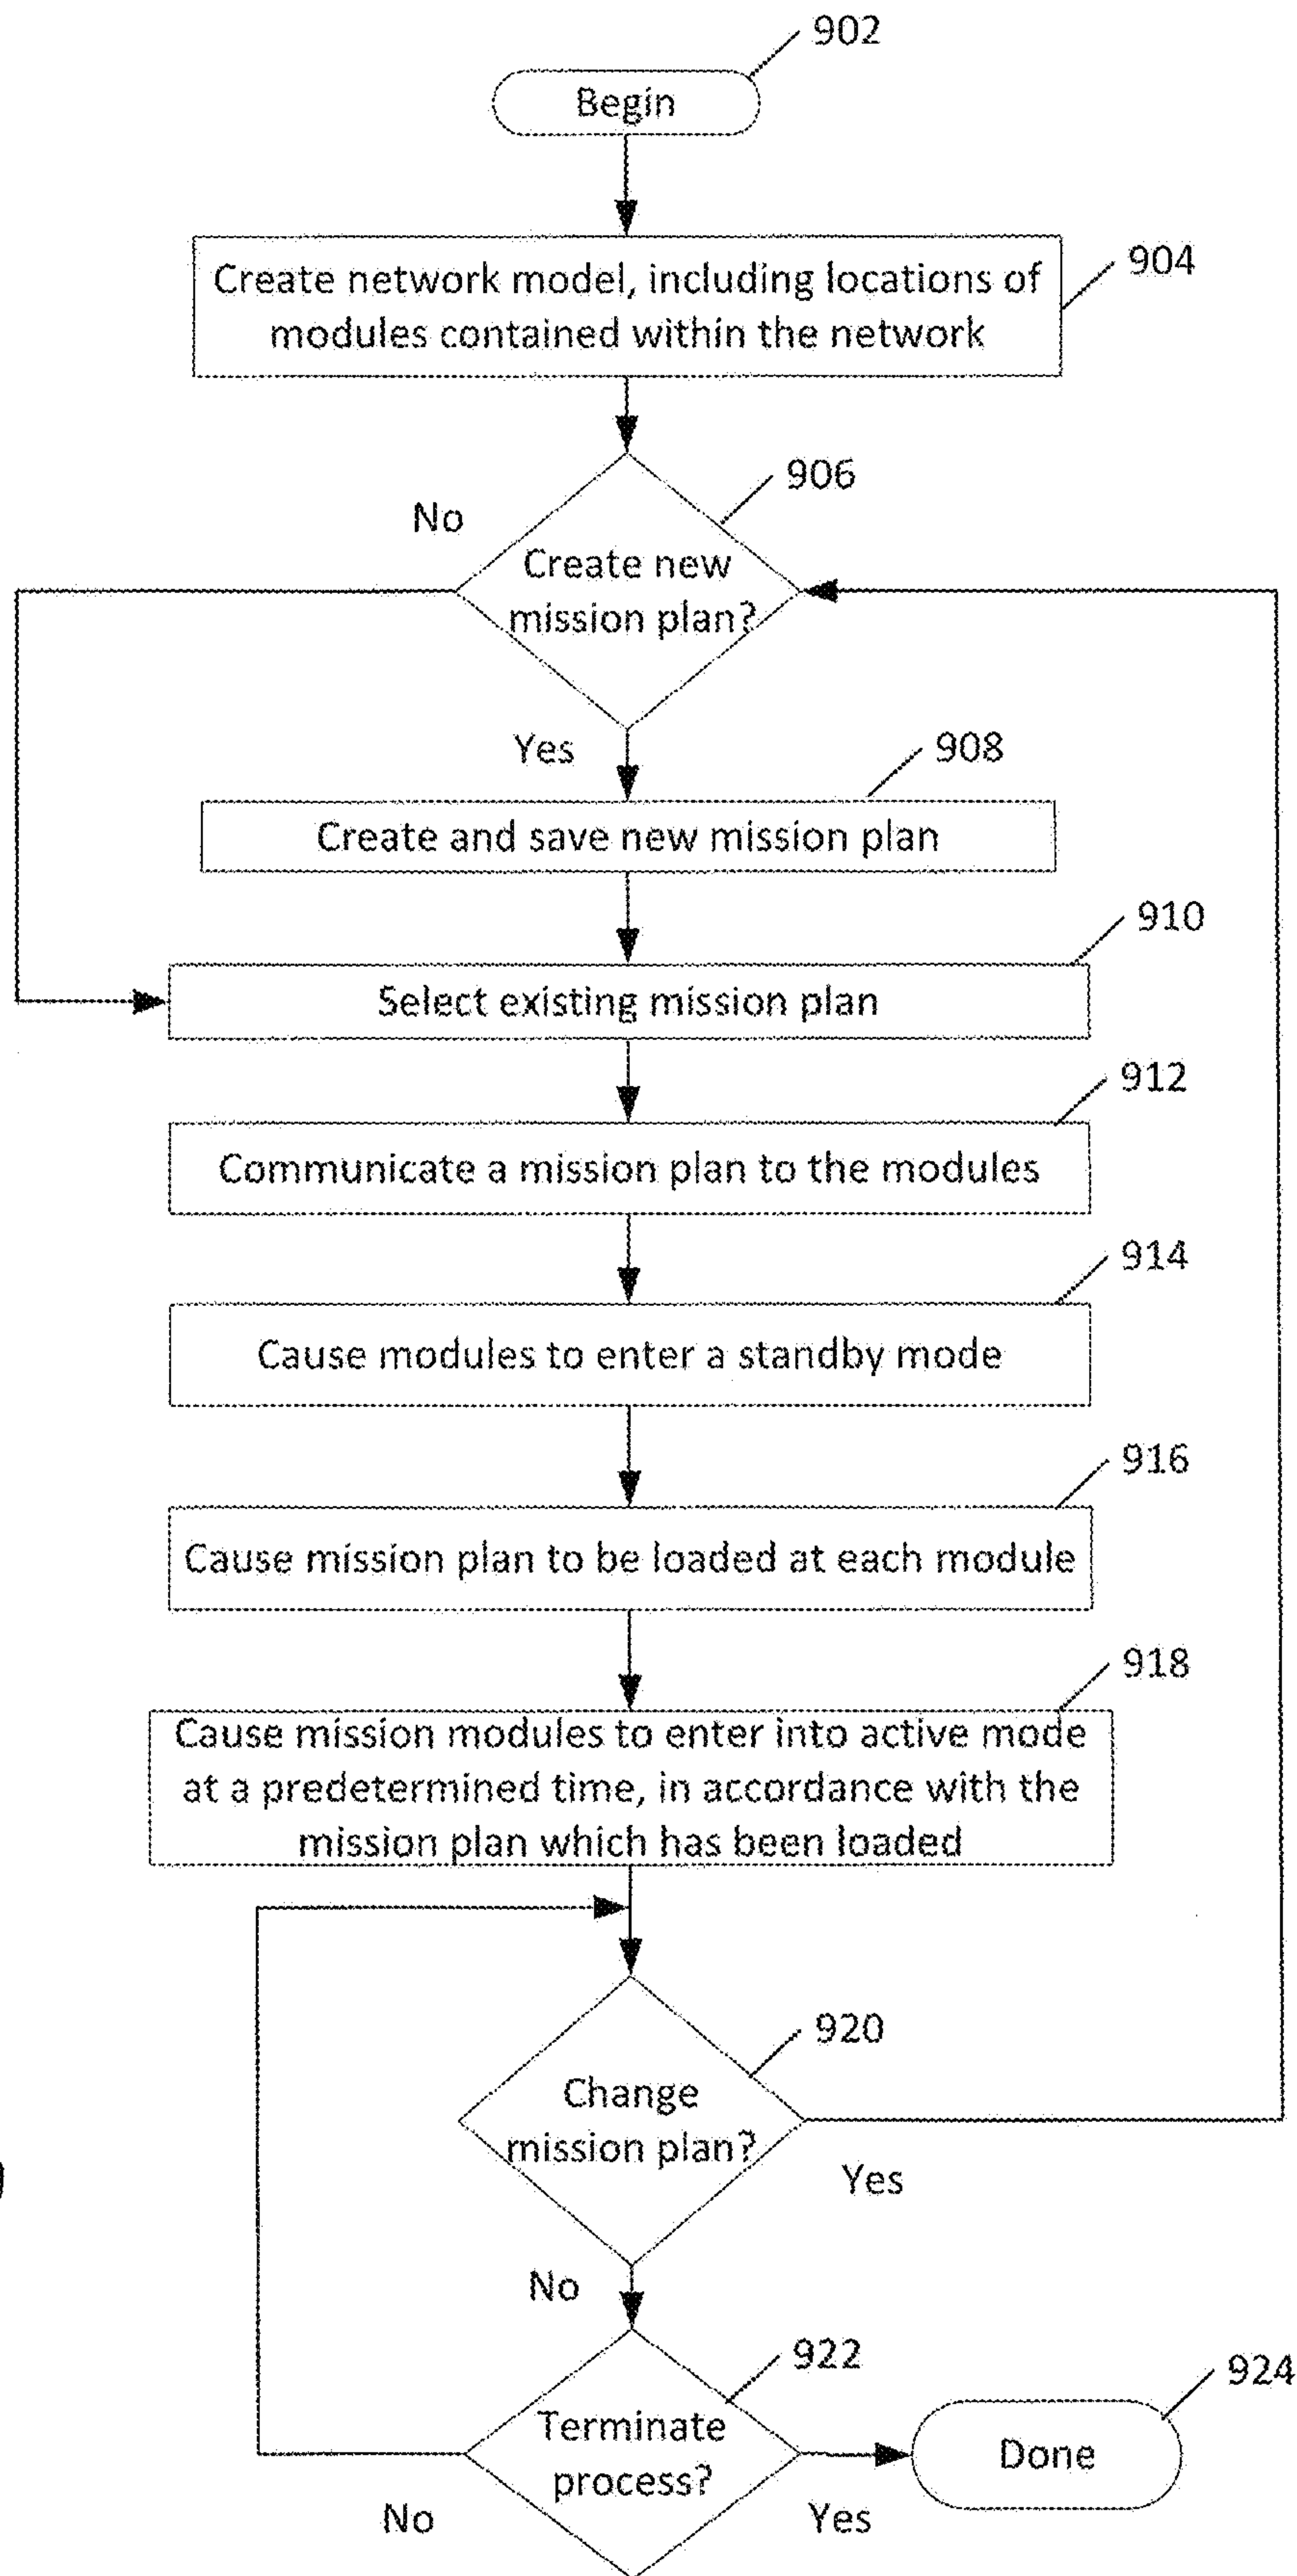 902
Begin
904
Create network model, including locations of
modules contained within the network
906
No
Create new
mission plan?
Yes
908
Create and save new mission plan
910
Select existing mission plan
912
Communicate a mission plan to the modules
914
Cause modules to enter a standby mode
916
Cause mission plan to be loaded at each module
918
Cause mission modules to enter into active mode
at a predetermined time, in accordance with the
mission plan which has been loaded
920
Change
mission plan?
Yes
No
922
924
Terminate
process?
Done
No
Yes